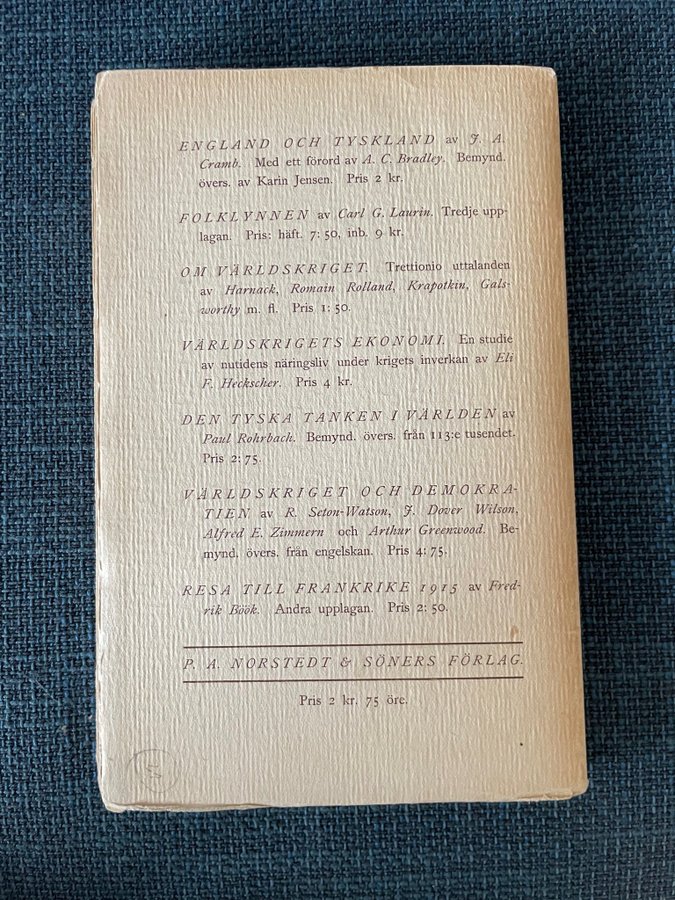 ENGLAND OCH TYSKLAND av J. A.
Cramb. Med ett förord av A. C. Bradley. Bemynd.
övers. av Karin Jensen. Pris 2 kr.
FOLKLYNNEN av Carl G. Laurin. Tredje upp-
lagan. Pris: häft. 7: 50, inb. 9 kr.
OM VÄRLDSKRIGET. Trettionio uttalanden
av Harnack, Romain Rolland, Krapotkin, Gals-
worthy m. fl. Pris 1: 50.
VÄRLDSKRIGETS EKONOMI. En studie
av nutidens näringsliv under krigets inverkan av Eli
F. Heckscher. Pris 4 kr.
DEN TYSKA TANKEN I VÄRLDEN av
Paul Rohrbach. Bemynd. övers. från 113:e tusendet.
Pris 2: 75.
VÄRLDSKRIGET OCH DEMOKRA-
TIEN av R. Seton-Watson, J. Dover Wilson,
Alfred E. Zimmern och Arthur Greenwood. Be-
mynd. övers. från engelskan. Pris 4: 75.
RESA TILL FRANKRIKE 1915 av Fred-
rik Böök. Andra upplagan. Pris 2: 50.
P. A. NORSTEDT & SÖNERS FÖRLAG.
Pris 2 kr. 75 öre.